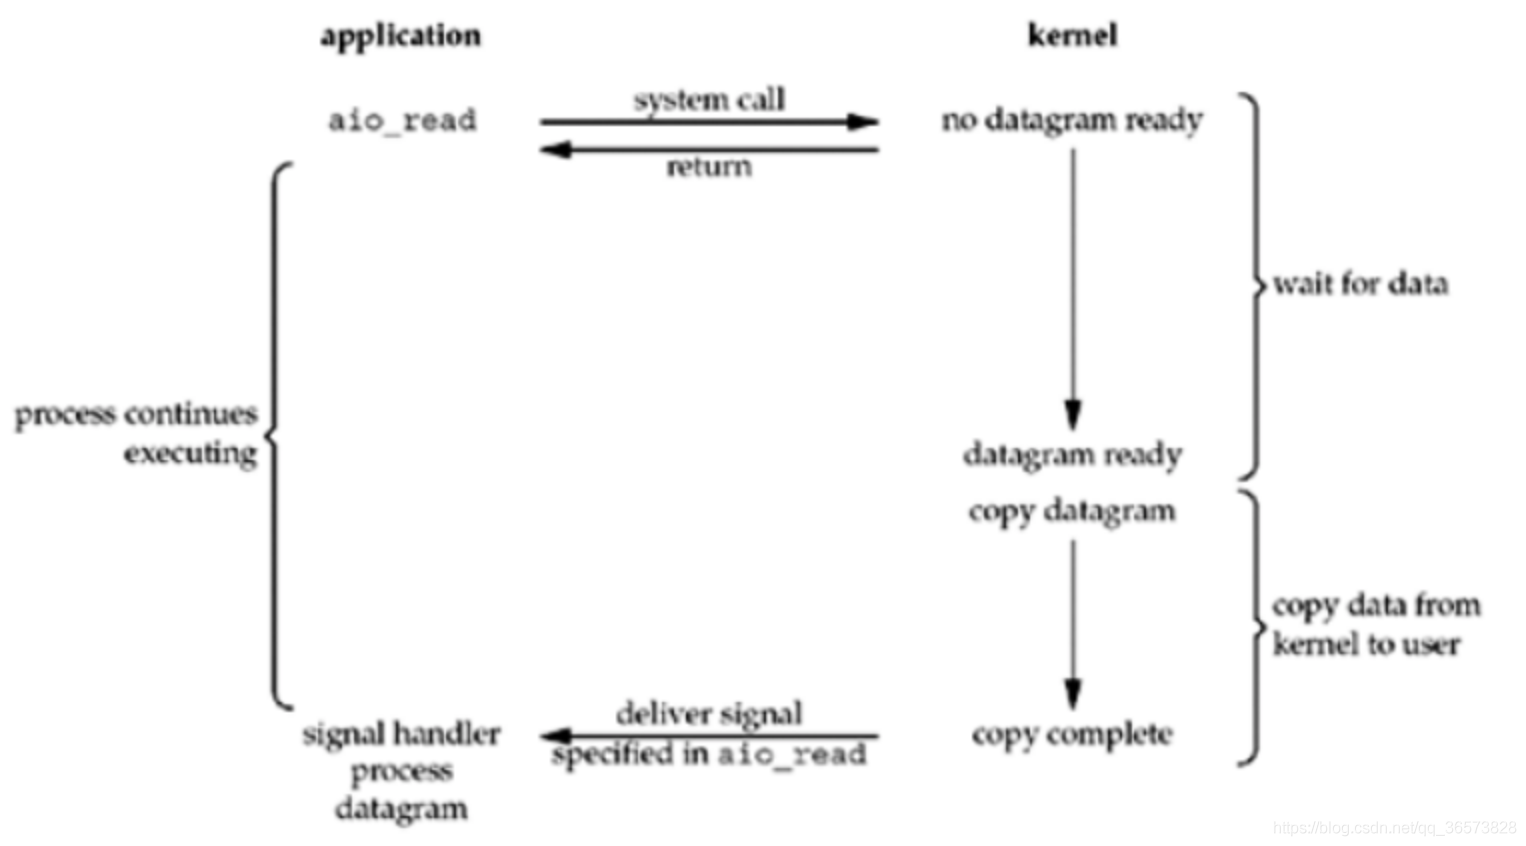 application
kernel
aio_read
system call
no datagram ready
return
wait for data
process continues
executing
datagram ready
copy datagram
copy data from
kernel to user
signal handler
process
datagram
deliver signal
specified in aio_read
copy complete
https://blog.csdn.net/qq_36573828